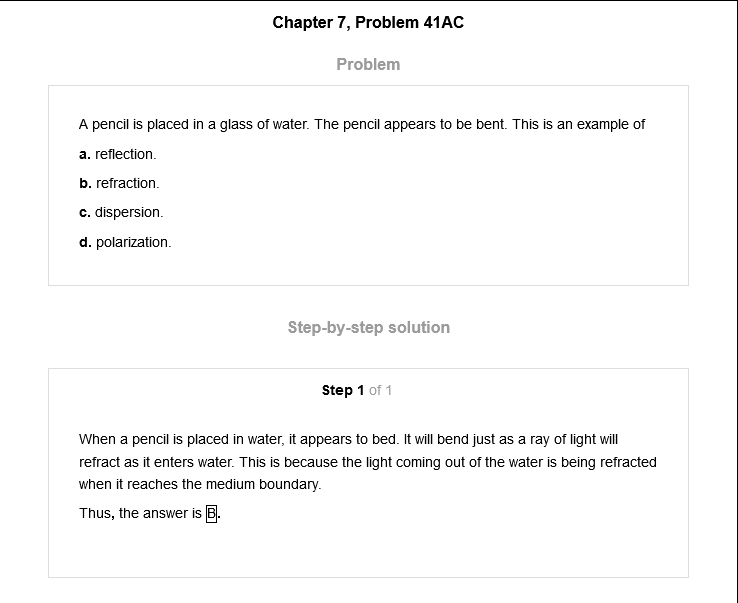 Chapter 7, Problem 41AC
Problem
A pencil is placed in a glass of water. The pencil appears to be bent. This is an example of
a. reflection.
b. refraction.
c. dispersion.
d. polarization.
Step-by-step solution
Step 1 of 1
When a pencil is placed in water, it appears to bed. It will bend just as a ray of light will
refract as it enters water. This is because the light coming out of the water is being refracted
when it reaches the medium boundary.
Thus, the answer is B.